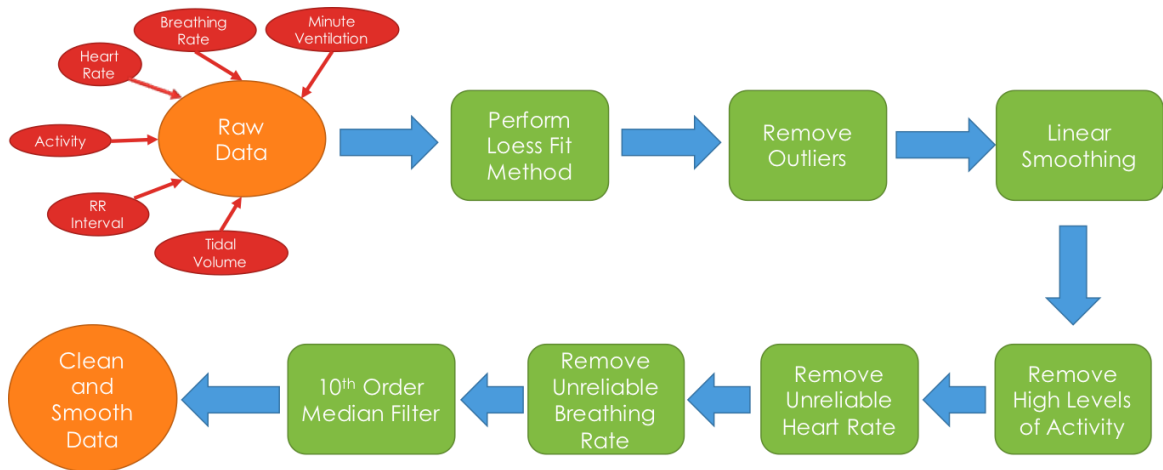 Breathing
Rate
Minute
Ventilation
Heart
Rate
Activity
RR
Interval
Tidal
Volume
Raw
Data
Perform
Loess Fit
Method
Remove
Outliers
Linear
Smoothing
Remove
High Levels
of Activity
Remove
Unreliable
Heart Rate
Remove
Unreliable
Breathing
Rate
10th Order
Median Filter
Clean
and
Smooth
Data